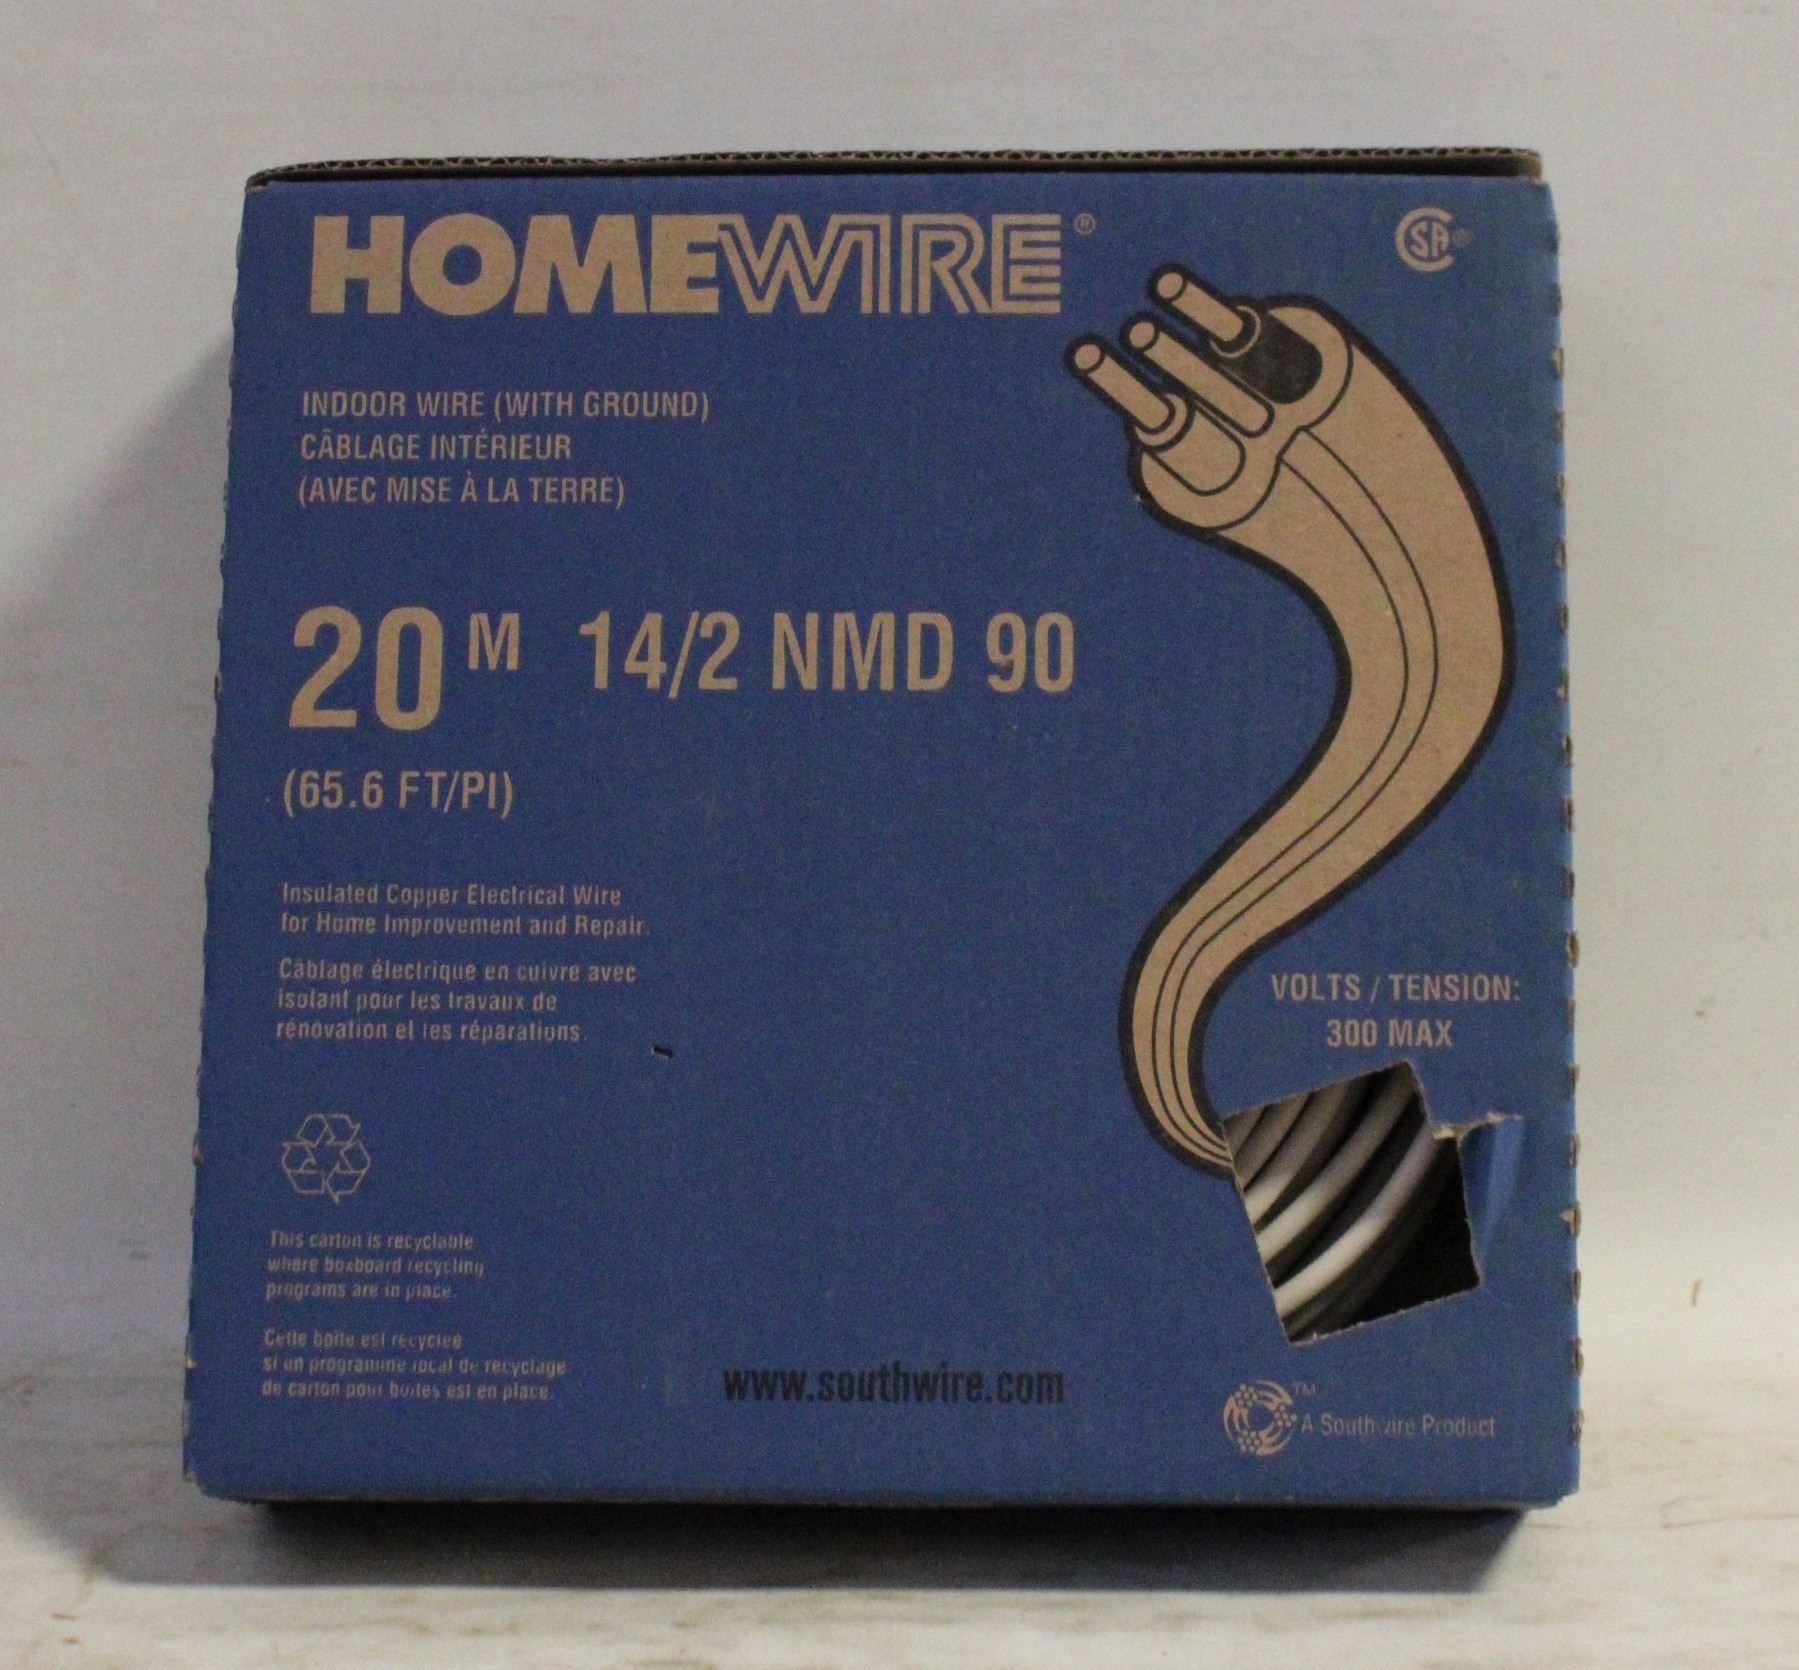 HOMEWIRE®
CSA®
INDOOR WIRE (WITH GROUND)
CÂBLAGE INTÉRIEUR
(AVEC MISE À LA TERRE)
20 M 14/2 NMD 90
(65.6 FT/PI)
Insulated Copper Electrical Wire
for Home Improvement and Repair.
Câblage électrique en cuivre avec
isolant pour les travaux de
rénovation et les réparations.
VOLTS / TENSION:
300 MAX
This carton is recyclable
where boxboard recycling
programs are in place.
Cette boîte est recyclée
si un programme local de recyclage
de carton pour boîtes est en place.
www.southwire.com
TM
A Southwire Product